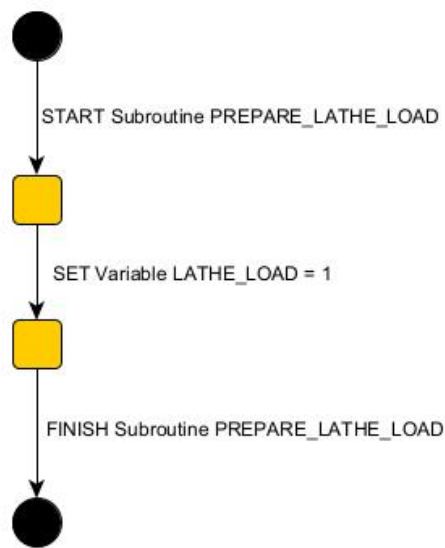 START Subroutine PREPARE_LATHE_LOAD
SET Variable LATHE_LOAD = 1
FINISH Subroutine PREPARE_LATHE_LOAD